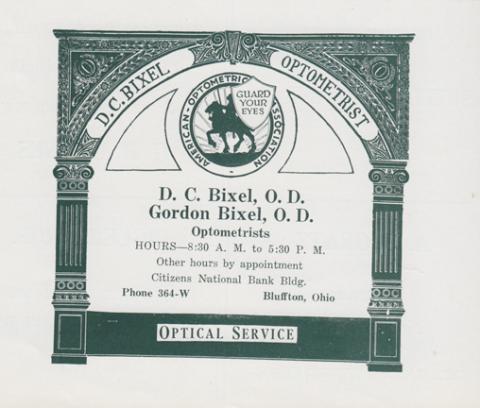 D. C. BIXEL
OPTOMETRIST
AMERICAN - OPTOMETRIC ASSOCIATION
GUARD
YOUR
EYES
D. C. Bixel, O. D.
Gordon Bixel, O. D.
Optometrists
HOURS—8:30 A. M. to 5:30 P. M.
Other hours by appointment
Citizens National Bank Bldg.
Phone 364-W Bluffton, Ohio
OPTICAL SERVICE